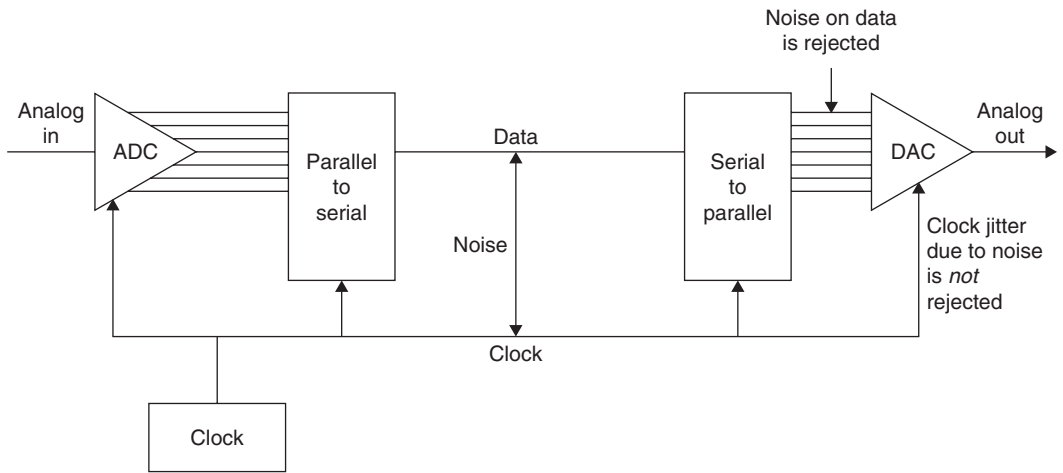 Noise on data
is rejected
Analog
in
ADC
Parallel
to
serial
Data
Noise
Serial
to
parallel
DAC
Analog
out
Clock jitter
due to noise
is not
rejected
Clock
Clock